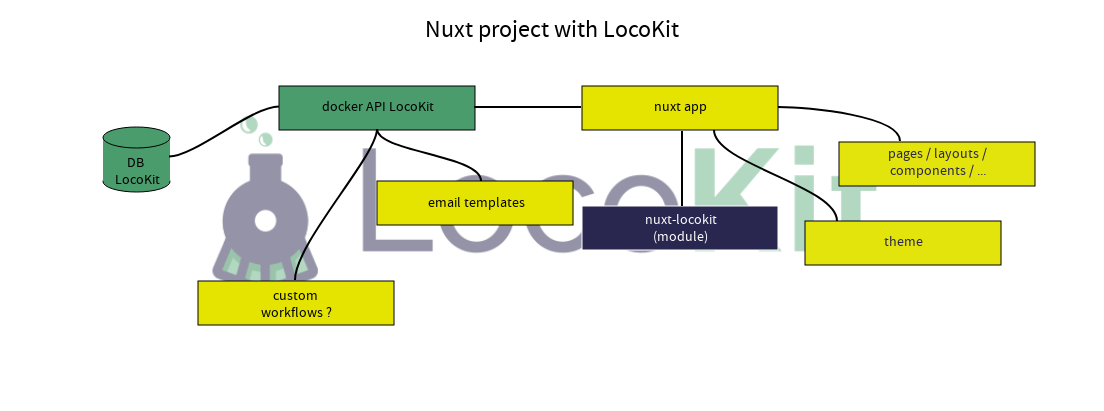 Nuxt project with LocoKit
docker API LocoKit
nuxt app
pages / layouts /
components / ...
DB
LocoKit
email templates
nuxt-locokit
(module)
theme
custom
workflows ?
LocoKit